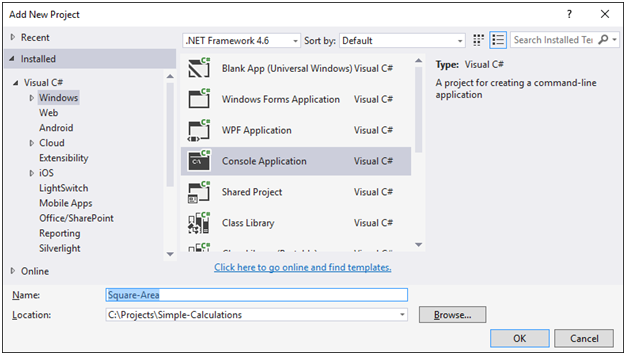 Add New Project
? ×
Recent
.NET Framework 4.6 Sort by: Default
Installed
Visual C#
Windows
Web
Android
Cloud
Extensibility
iOS
LightSwitch
Mobile Apps
Office/SharePoint
Reporting
Silverlight
Online
Blank App (Universal Windows) Visual C#
Windows Forms Application Visual C#
WPF Application Visual C#
Console Application Visual C#
Shared Project Visual C#
Class Library Visual C#
Click here to go online and find templates.
Search Installed Te
Type: Visual C#
A project for creating a command-line
application
Name: Square-Area
Location: C:\Projects\Simple-Calculations Browse...
OK Cancel